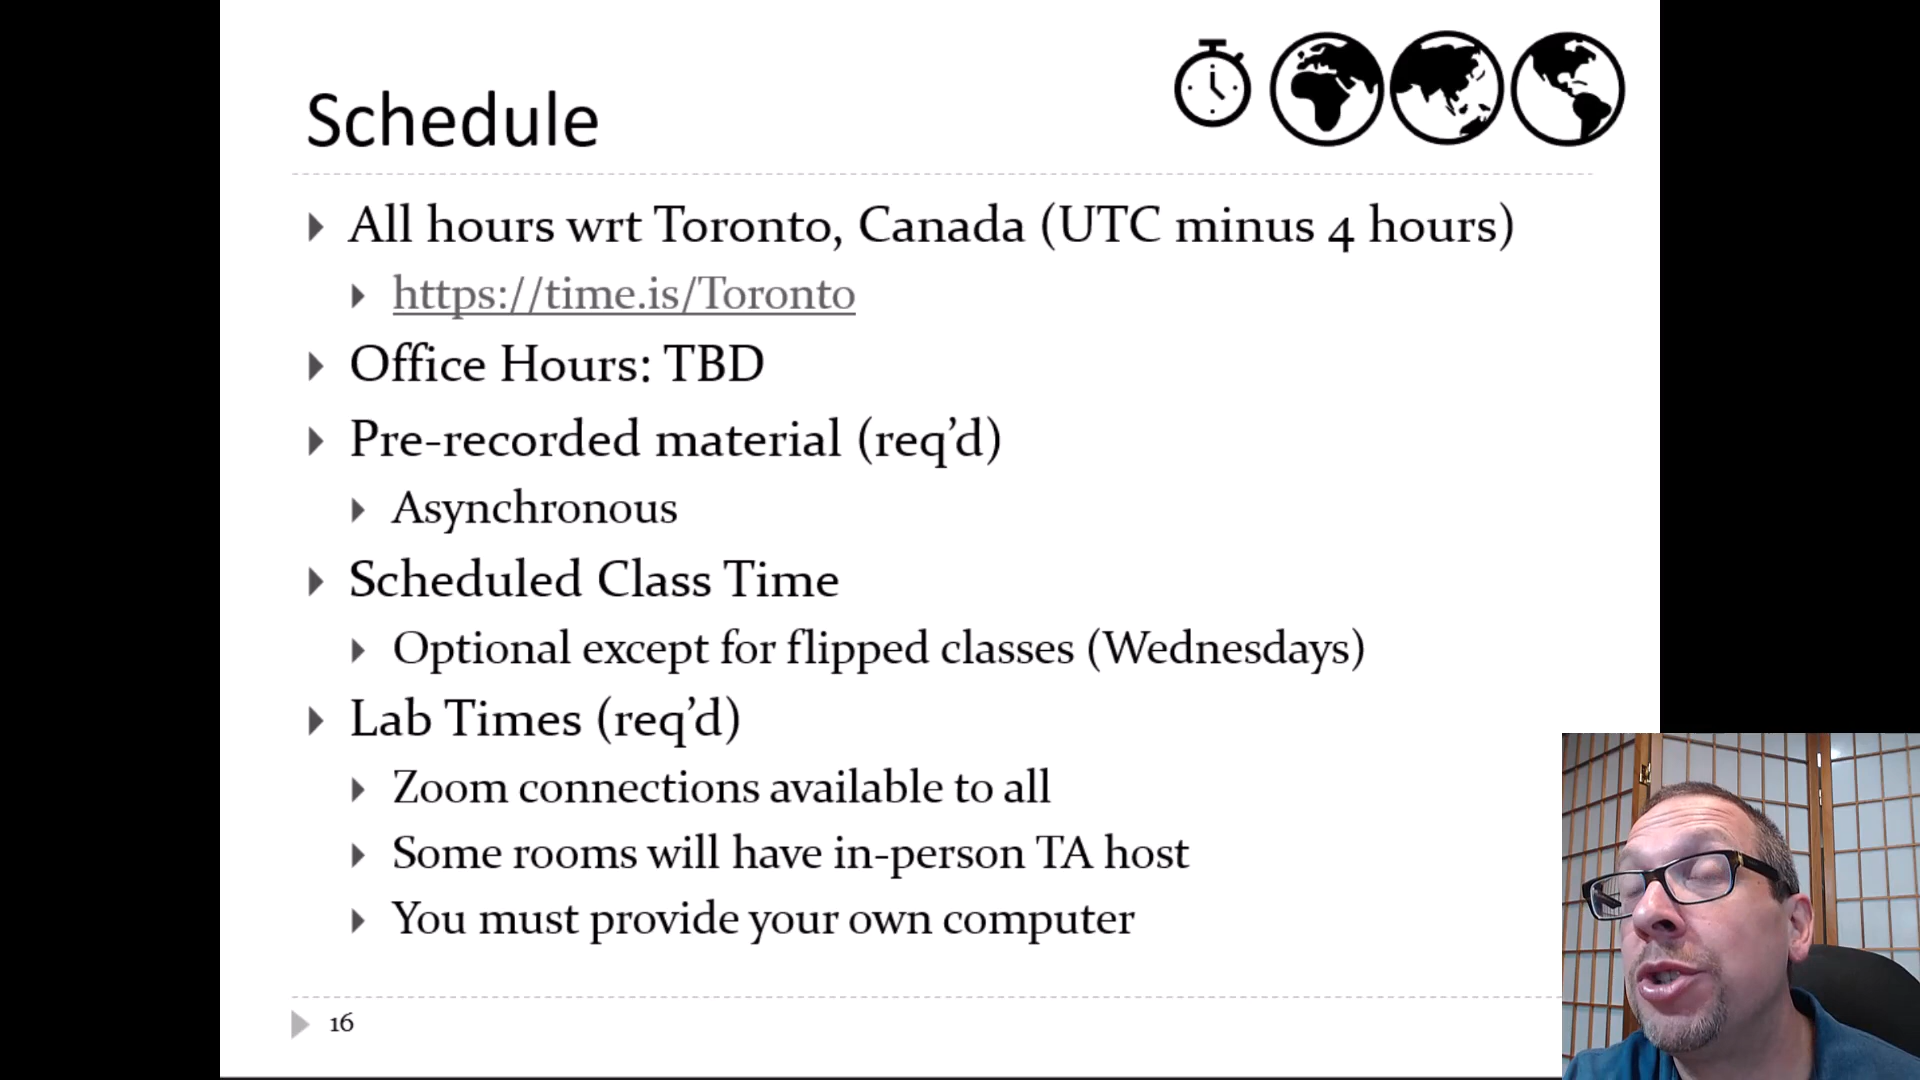 Schedule
All hours wrt Toronto, Canada (UTC minus 4 hours)
https://time.is/Toronto
Office Hours: TBD
Pre-recorded material (req’d)
Asynchronous
Scheduled Class Time
Optional except for flipped classes (Wednesdays)
Lab Times (req’d)
Zoom connections available to all
Some rooms will have in-person TA host
You must provide your own computer
16